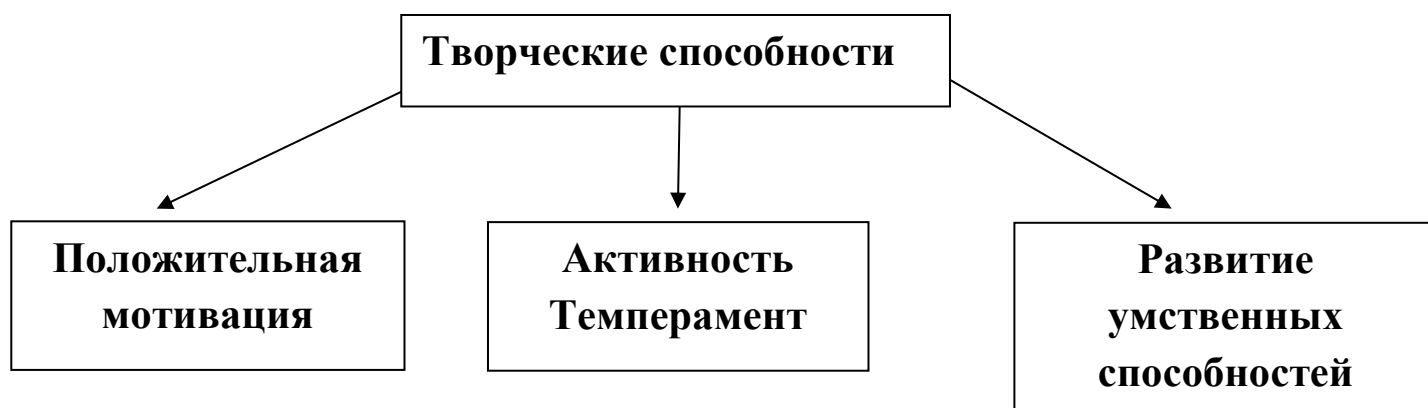 Творческие способности
Положительная
мотивация
Активность
Темперамент
Развитие
умственных
способностей